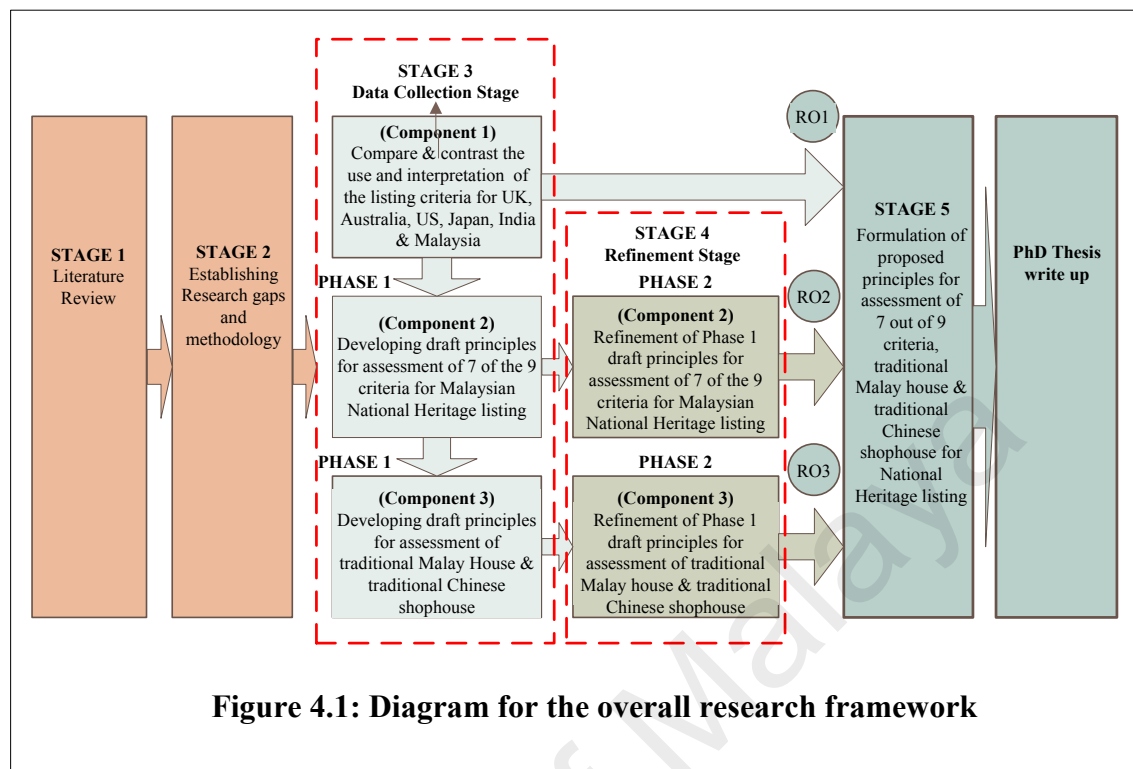 STAGE 1
Literature
Review
STAGE 2
Establishing
Research gaps
and
methodology
STAGE 3
Data Collection Stage
(Component 1)
Compare & contrast the
use and interpretation of
the listing criteria for UK,
Australia, US, Japan, India
& Malaysia
PHASE 1
(Component 2)
Developing draft principles
for assessment of 7 of the 9
criteria for Malaysian
National Heritage listing
PHASE 1
(Component 3)
Developing draft principles
for assessment of
traditional Malay House &
traditional Chinese
shophouse
STAGE 4
Refinement Stage
PHASE 2
(Component 2)
Refinement of Phase 1
draft principles for
assessment of 7 of the 9
criteria for Malaysian
National Heritage listing
PHASE 2
(Component 3)
Refinement of Phase 1
draft principles for
assessment of traditional
Malay house & traditional
Chinese shophouse
RO1
RO2
RO3
STAGE 5
Formulation of
proposed
principles for
assessment of
7 out of 9
criteria,
traditional
Malay house &
traditional
Chinese
shophouse for
National
Heritage listing
PhD Thesis
write up
Figure 4.1: Diagram for the overall research framework
of Malaya